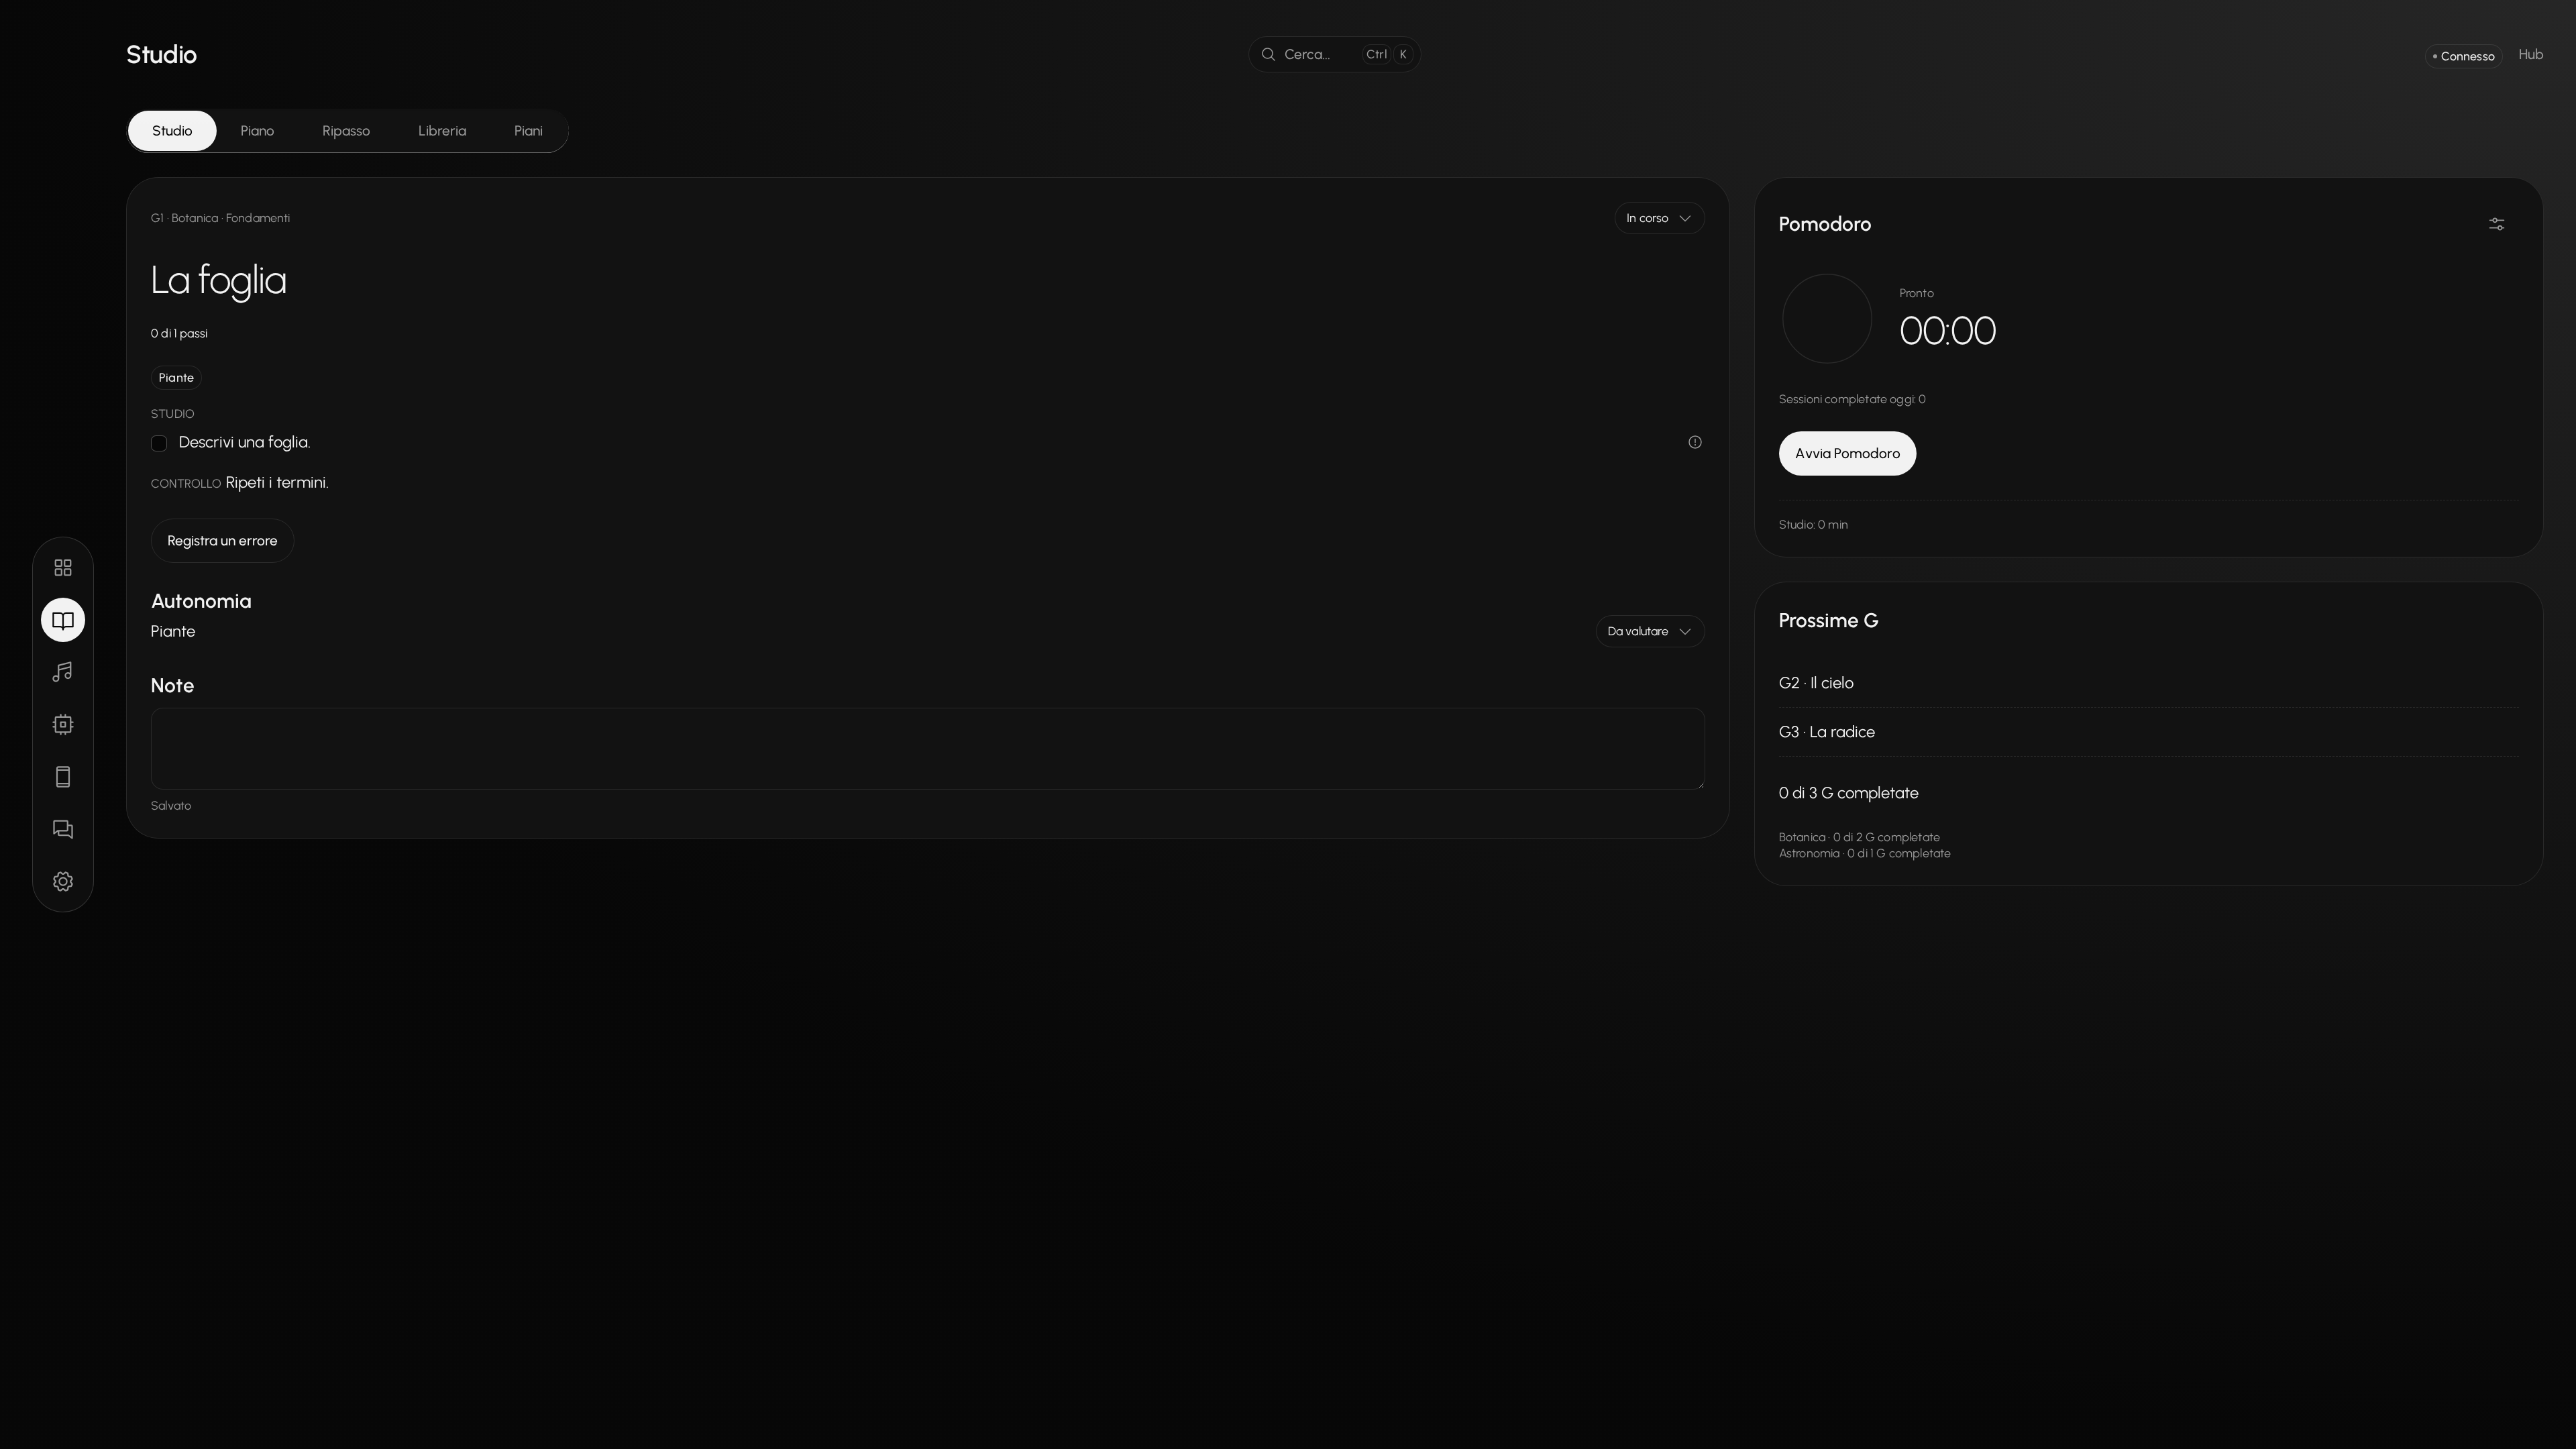 Studio
Cerca...
Ctrl K
Connesso
Hub
Studio
Piano
Ripasso
Libreria
Piani
G1 · Botanica · Fondamenti
In corso
La foglia
0 di 1 passi
Piante
STUDIO
Descrivi una foglia.
CONTROLLO Ripeti i termini.
Registra un errore
Autonomia
Piante
Da valutare
Note
Salvato
Pomodoro
Pronto
00:00
Sessioni completate oggi: 0
Avvia Pomodoro
Studio: 0 min
Prossime G
G2 · Il cielo
G3 · La radice
0 di 3 G completate
Botanica · 0 di 2 G completate
Astronomia · 0 di 1 G completate